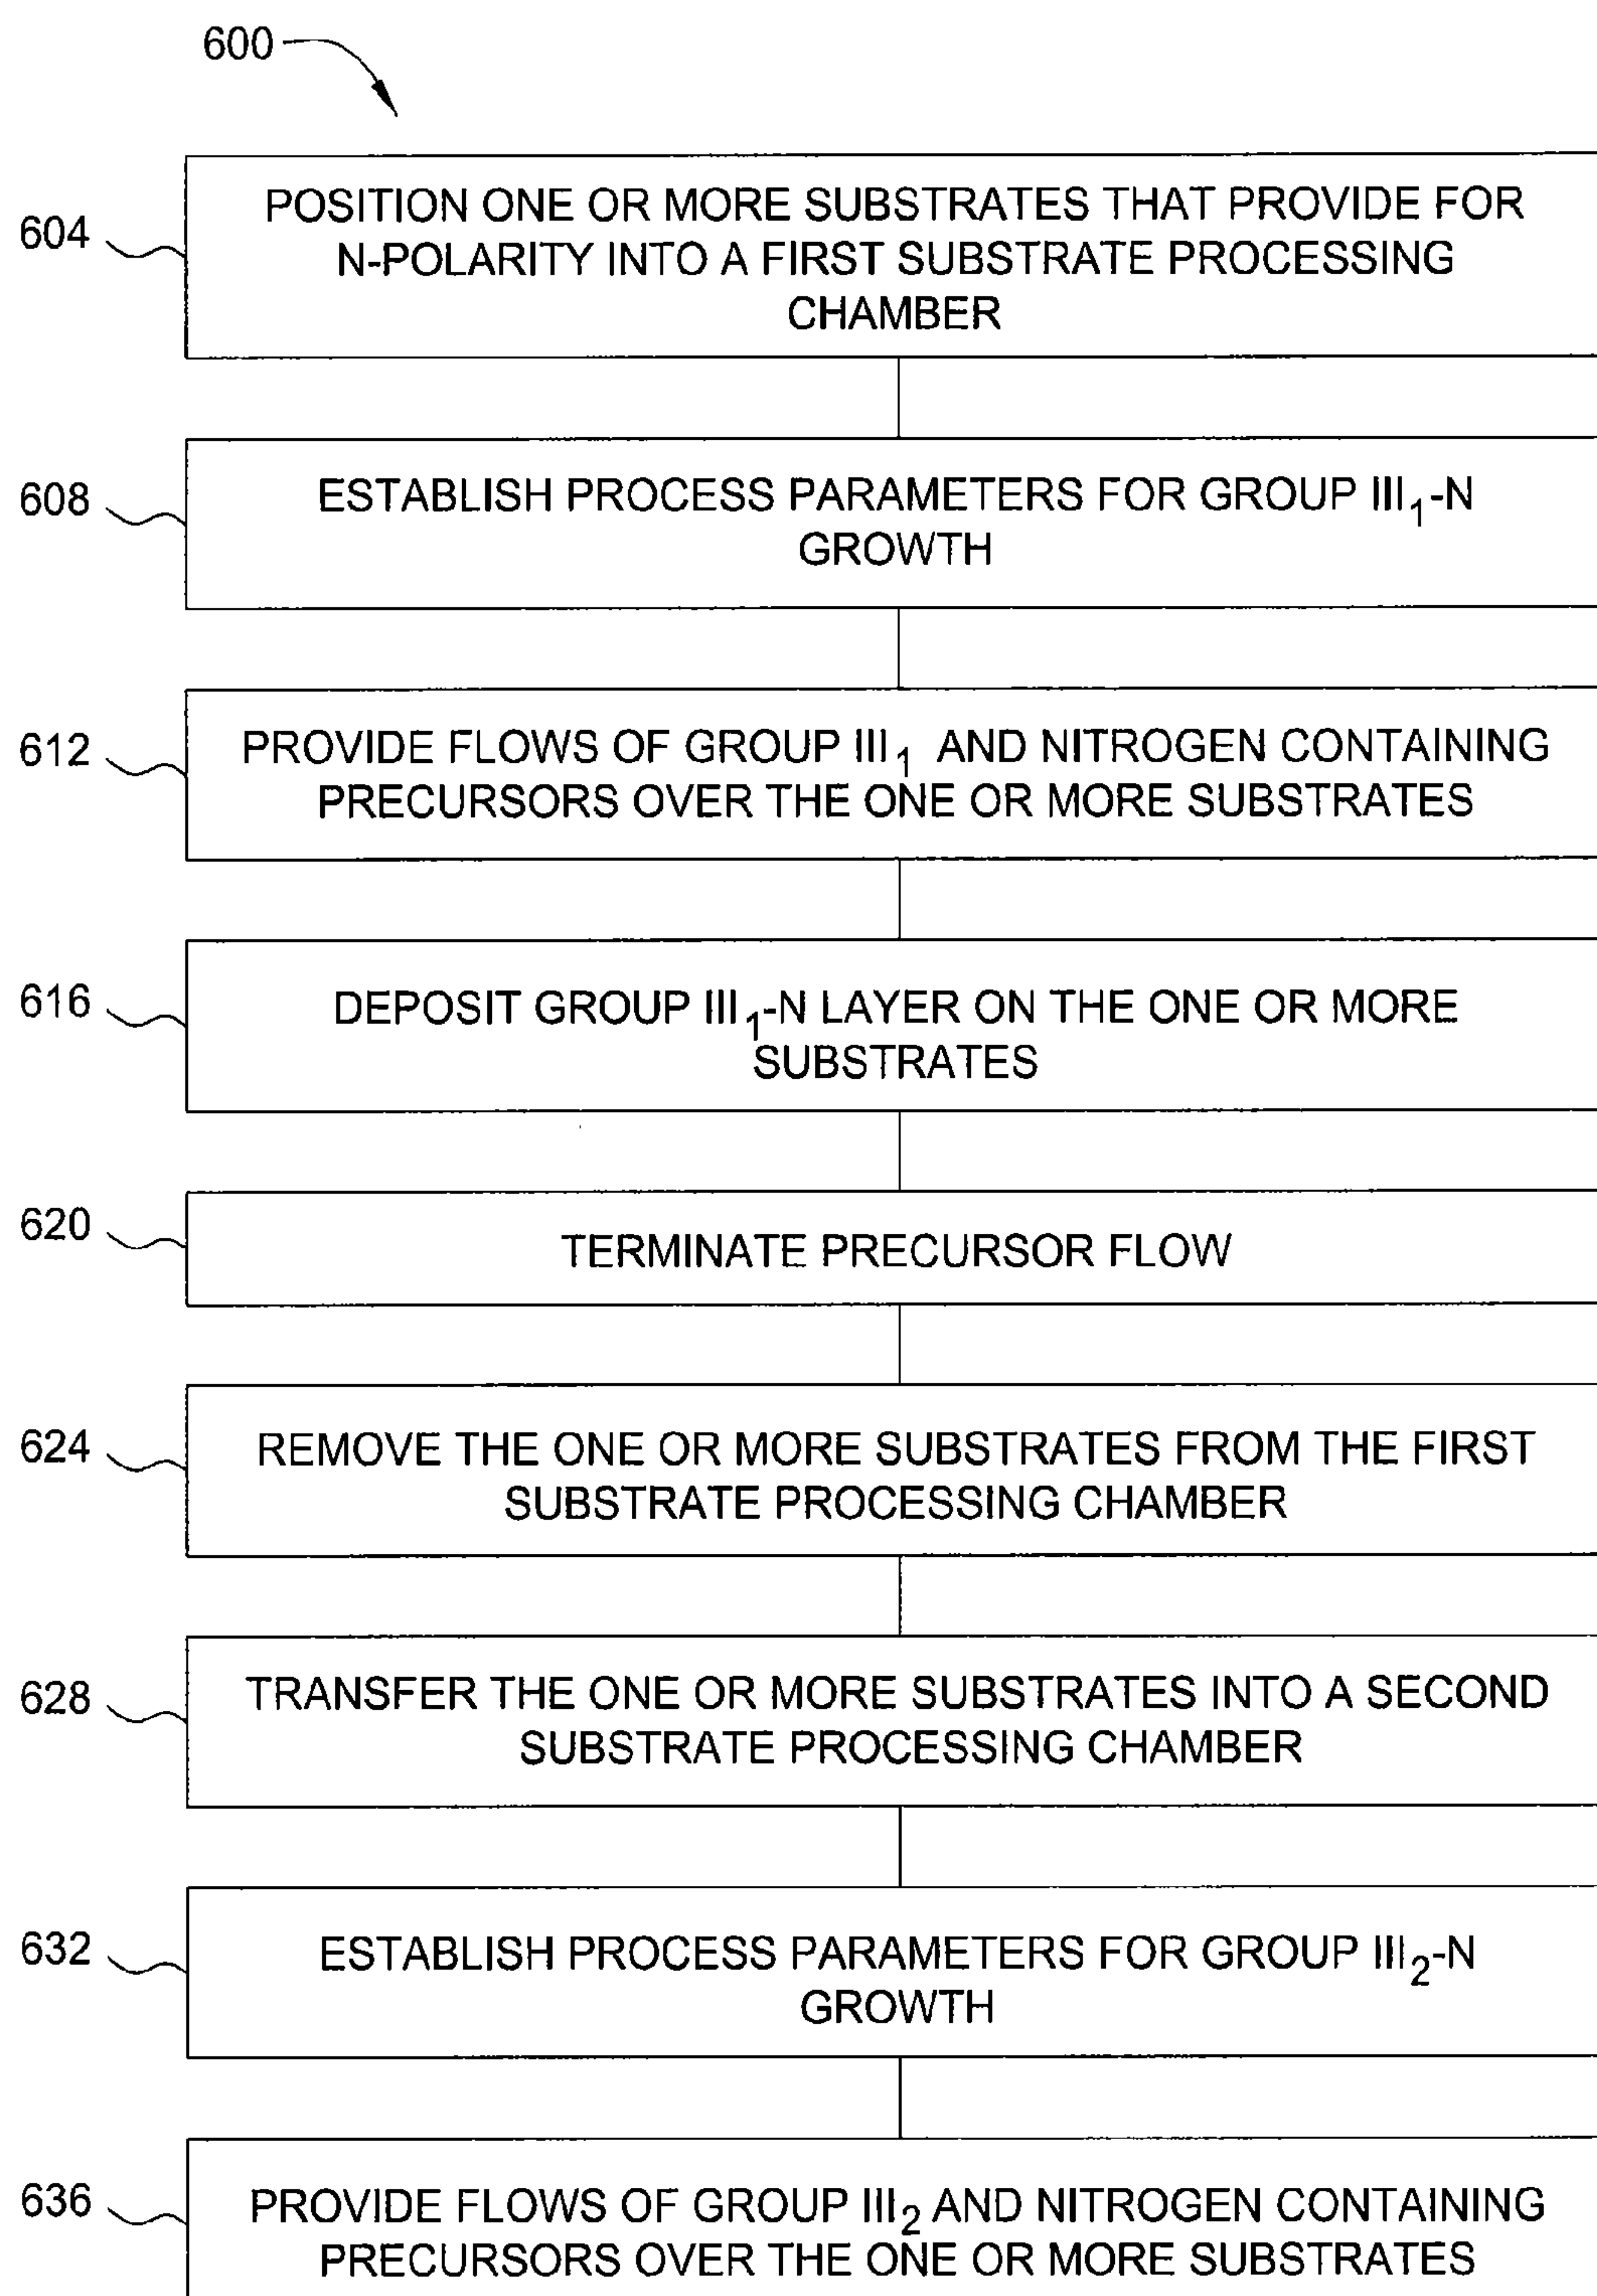 600
604
POSITION ONE OR MORE SUBSTRATES THAT PROVIDE FOR
N-POLARITY INTO A FIRST SUBSTRATE PROCESSING
CHAMBER
608
ESTABLISH PROCESS PARAMETERS FOR GROUP III₁-N
GROWTH
612
PROVIDE FLOWS OF GROUP III₁ AND NITROGEN CONTAINING
PRECURSORS OVER THE ONE OR MORE SUBSTRATES
616
DEPOSIT GROUP III₁-N LAYER ON THE ONE OR MORE
SUBSTRATES
620
TERMINATE PRECURSOR FLOW
624
REMOVE THE ONE OR MORE SUBSTRATES FROM THE FIRST
SUBSTRATE PROCESSING CHAMBER
628
TRANSFER THE ONE OR MORE SUBSTRATES INTO A SECOND
SUBSTRATE PROCESSING CHAMBER
632
ESTABLISH PROCESS PARAMETERS FOR GROUP III₂-N
GROWTH
636
PROVIDE FLOWS OF GROUP III₂ AND NITROGEN CONTAINING
PRECURSORS OVER THE ONE OR MORE SUBSTRATES